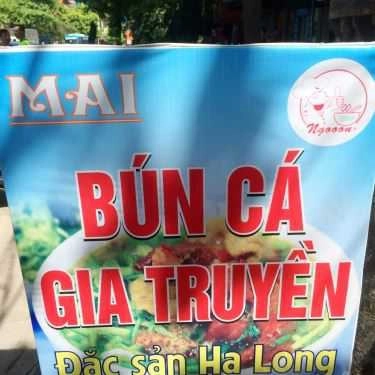 MAI
Ngooon
BÚN CÁ
GIA TRUYỀN
Đặc sản Hạ Long